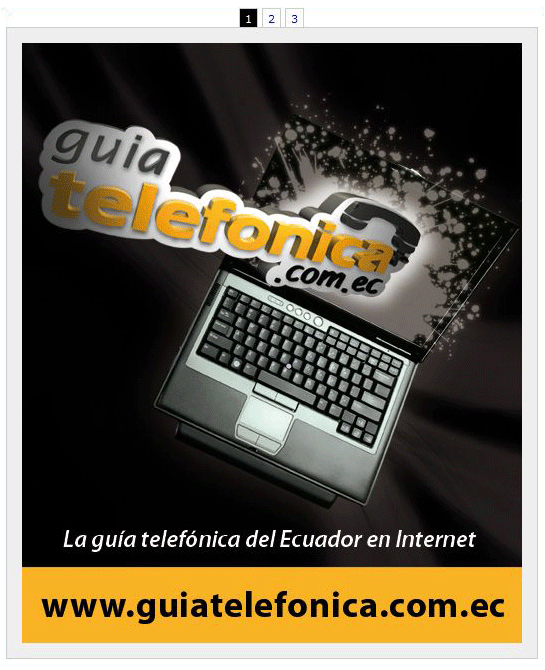 1 2 3
guia
telefonica
.com.ec
La guía telefónica del Ecuador en Internet
www.guiatelefonica.com.ec